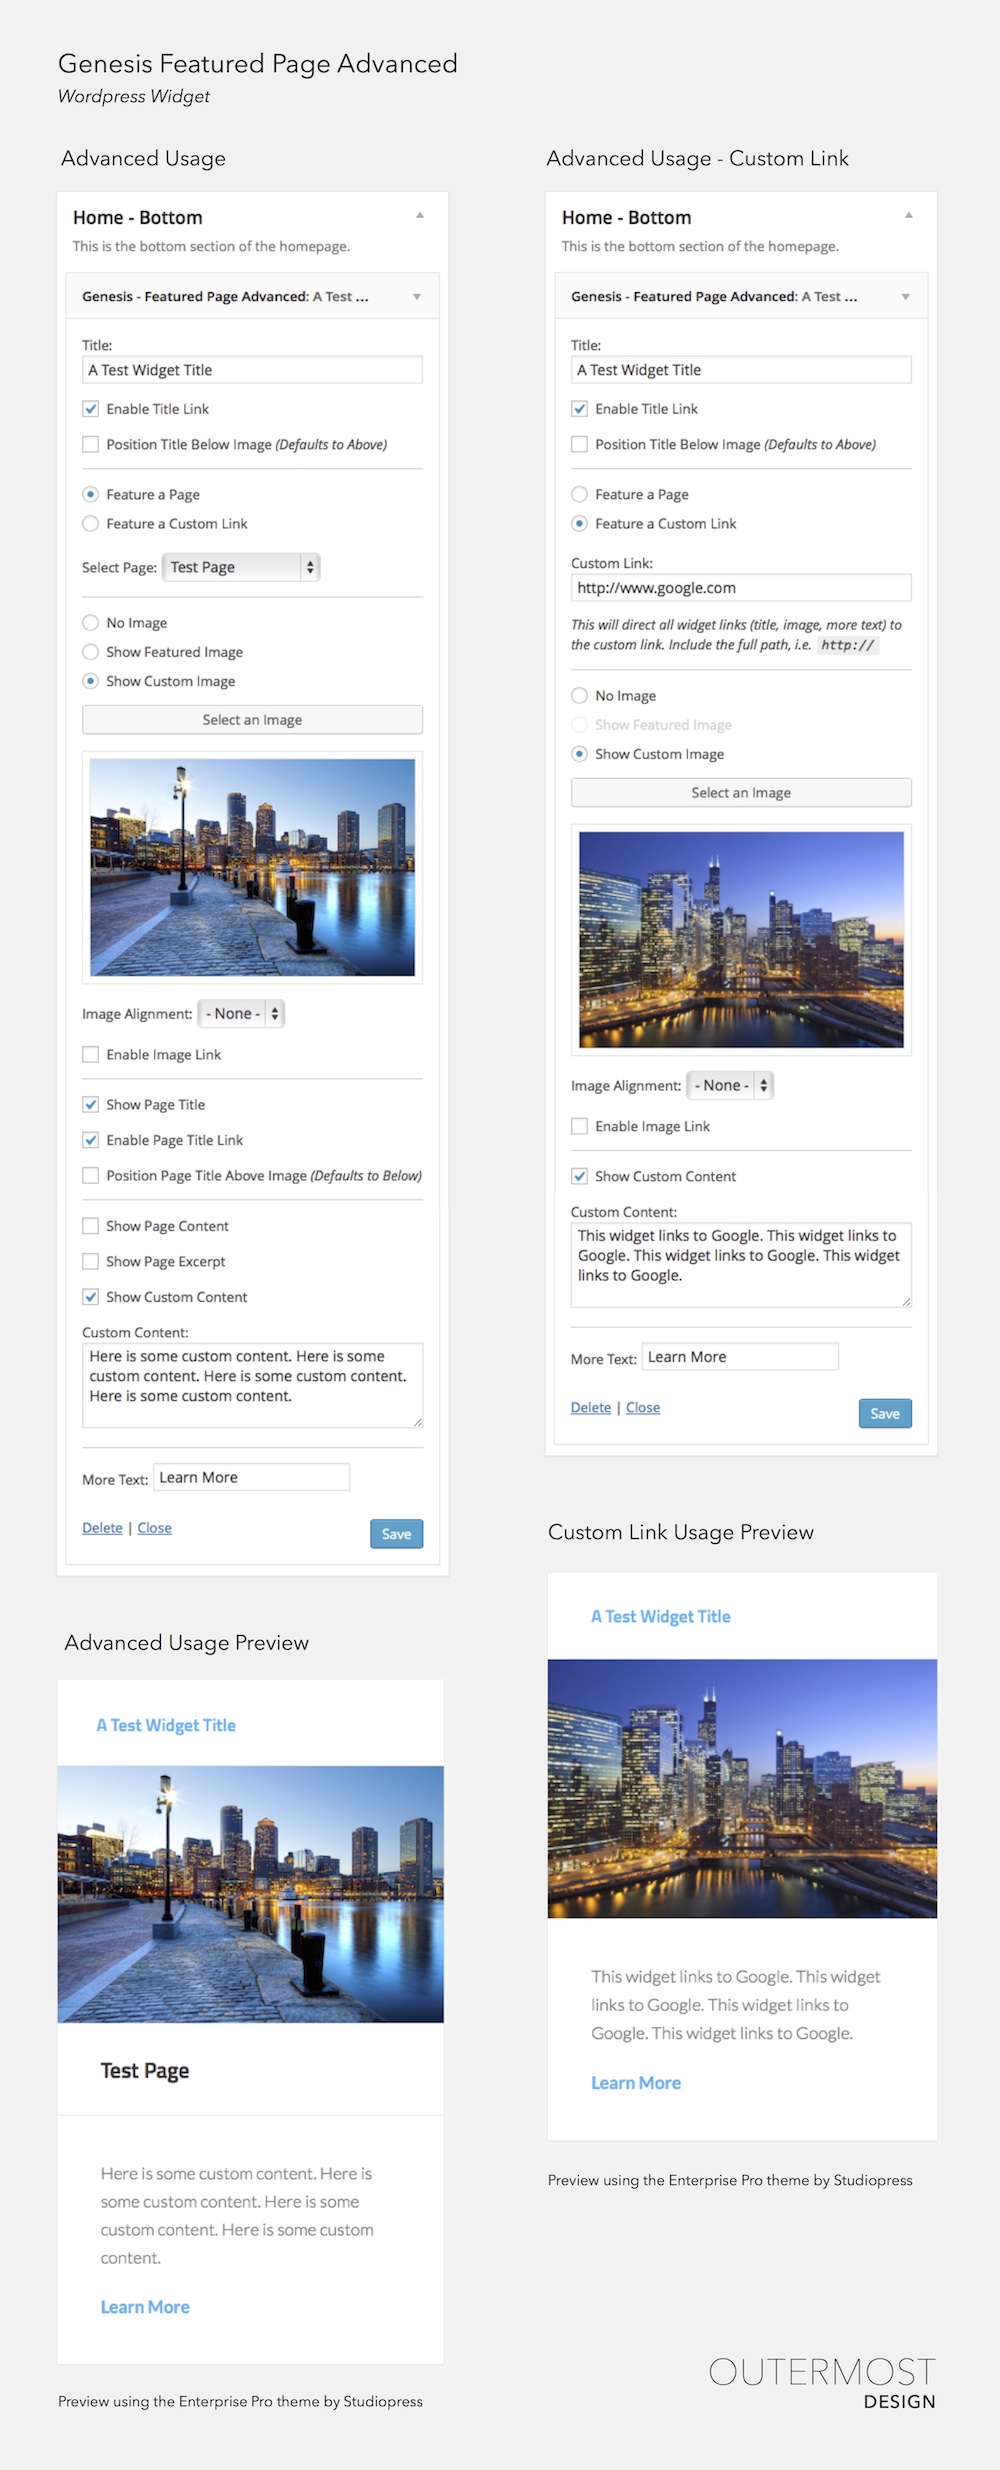 Genesis Featured Page Advanced
Wordpress Widget
Advanced Usage
Home - Bottom
This is the bottom section of the homepage.
Genesis - Featured Page Advanced: A Test ...
Title:
A Test Widget Title
Enable Title Link
Position Title Below Image (Defaults to Above)
Feature a Page
Feature a Custom Link
Select Page: Test Page
No Image
Show Featured Image
Show Custom Image
Select an Image
Image Alignment: - None -
Enable Image Link
Show Page Title
Enable Page Title Link
Position Page Title Above Image (Defaults to Below)
Show Page Content
Show Page Excerpt
Show Custom Content
Custom Content:
Here is some custom content. Here is some
custom content. Here is some custom content.
Here is some custom content.
More Text: Learn More
Delete | Close
Save
Advanced Usage Preview
A Test Widget Title
Test Page
Here is some custom content. Here is
some custom content. Here is some
custom content. Here is some custom
content.
Learn More
Preview using the Enterprise Pro theme by Studiopress
Advanced Usage - Custom Link
Home - Bottom
This is the bottom section of the homepage.
Genesis - Featured Page Advanced: A Test ...
Title:
A Test Widget Title
Enable Title Link
Position Title Below Image (Defaults to Above)
Feature a Page
Feature a Custom Link
Custom Link:
http://www.google.com
This will direct all widget links (title, image, more text) to
the custom link. Include the full path, i.e. http://
No Image
Show Featured Image
Show Custom Image
Select an Image
Image Alignment: - None -
Enable Image Link
Show Custom Content
Custom Content:
This widget links to Google. This widget links to
Google. This widget links to Google. This widget
links to Google.
More Text: Learn More
Delete | Close
Save
Custom Link Usage Preview
A Test Widget Title
This widget links to Google. This widget
links to Google. This widget links to
Google. This widget links to Google.
Learn More
Preview using the Enterprise Pro theme by Studiopress
OUTERMOST
DESIGN